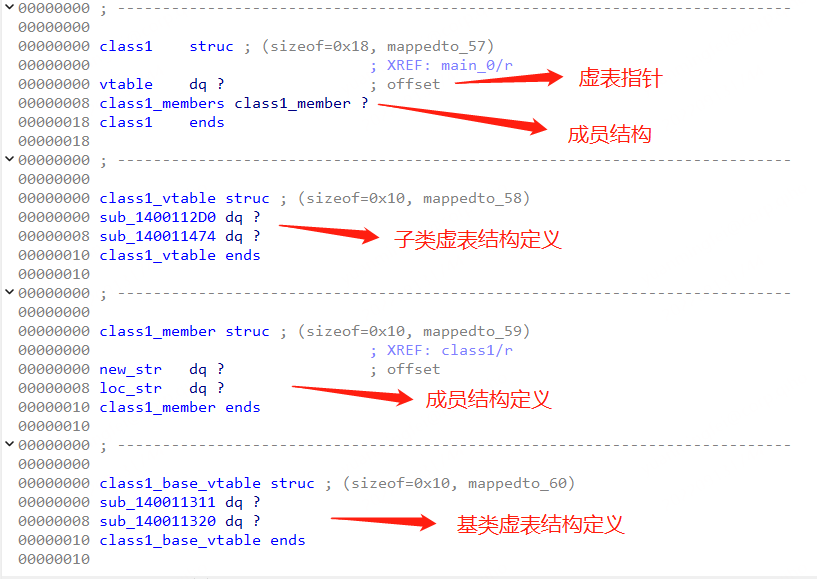 00000000 ; ---------------------------------------------------------------------------
00000000
00000000 class1    struc ; (sizeof=0x18, mappedto_57)
00000000                               ; XREF: main_0/r
00000000 vtable    dq ?                ; offset 虚表指针
00000008 class1_members class1_member ?
00000018 class1    ends 成员结构
00000018
00000000 ; ---------------------------------------------------------------------------
00000000
00000000 class1_vtable struc ; (sizeof=0x10, mappedto_58)
00000000 sub_1400112D0 dq ?
00000008 sub_140011474 dq ? 子类虚表结构定义
00000010 class1_vtable ends
00000010
00000000 ; ---------------------------------------------------------------------------
00000000
00000000 class1_member struc ; (sizeof=0x10, mappedto_59)
00000000                               ; XREF: class1/r
00000000 new_str   dq ?                ; offset
00000008 loc_str   dq ? 成员结构定义
00000010 class1_member ends
00000010
00000000 ; ---------------------------------------------------------------------------
00000000
00000000 class1_base_vtable struc ; (sizeof=0x10, mappedto_60)
00000000 sub_140011311 dq ?
00000008 sub_140011320 dq ? 基类虚表结构定义
00000010 class1_base_vtable ends
00000010